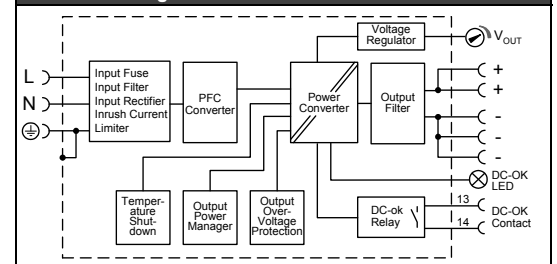 Voltage
Regulator
VOUT
L
N
Input Fuse
Input Filter
Input Rectifier
Inrush Current
Limiter
PFC
Converter
Power
Converter
Output
Filter
+
+
-
-
-
DC-OK
LED
Temper-
ature
Shut-
down
Output
Power
Manager
Output
Over-
Voltage
Protection
DC-ok
Relay
13
14
DC-OK
Contact